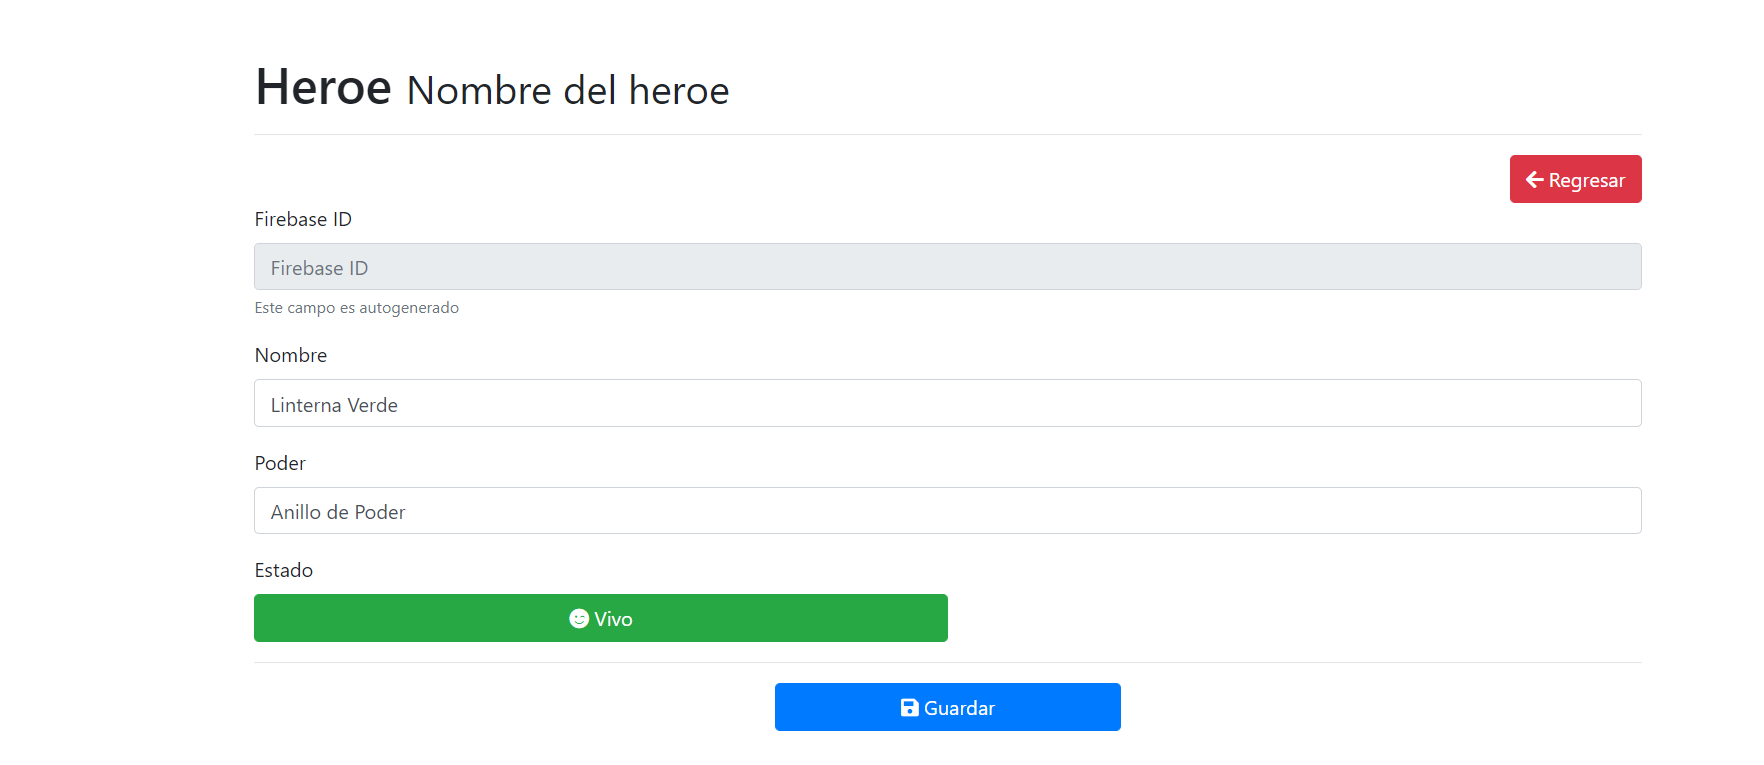 Heroe Nombre del heroe
Regresar
Firebase ID
Firebase ID
Este campo es autogenerado
Nombre
Linterna Verde
Poder
Anillo de Poder
Estado
Vivo
Guardar